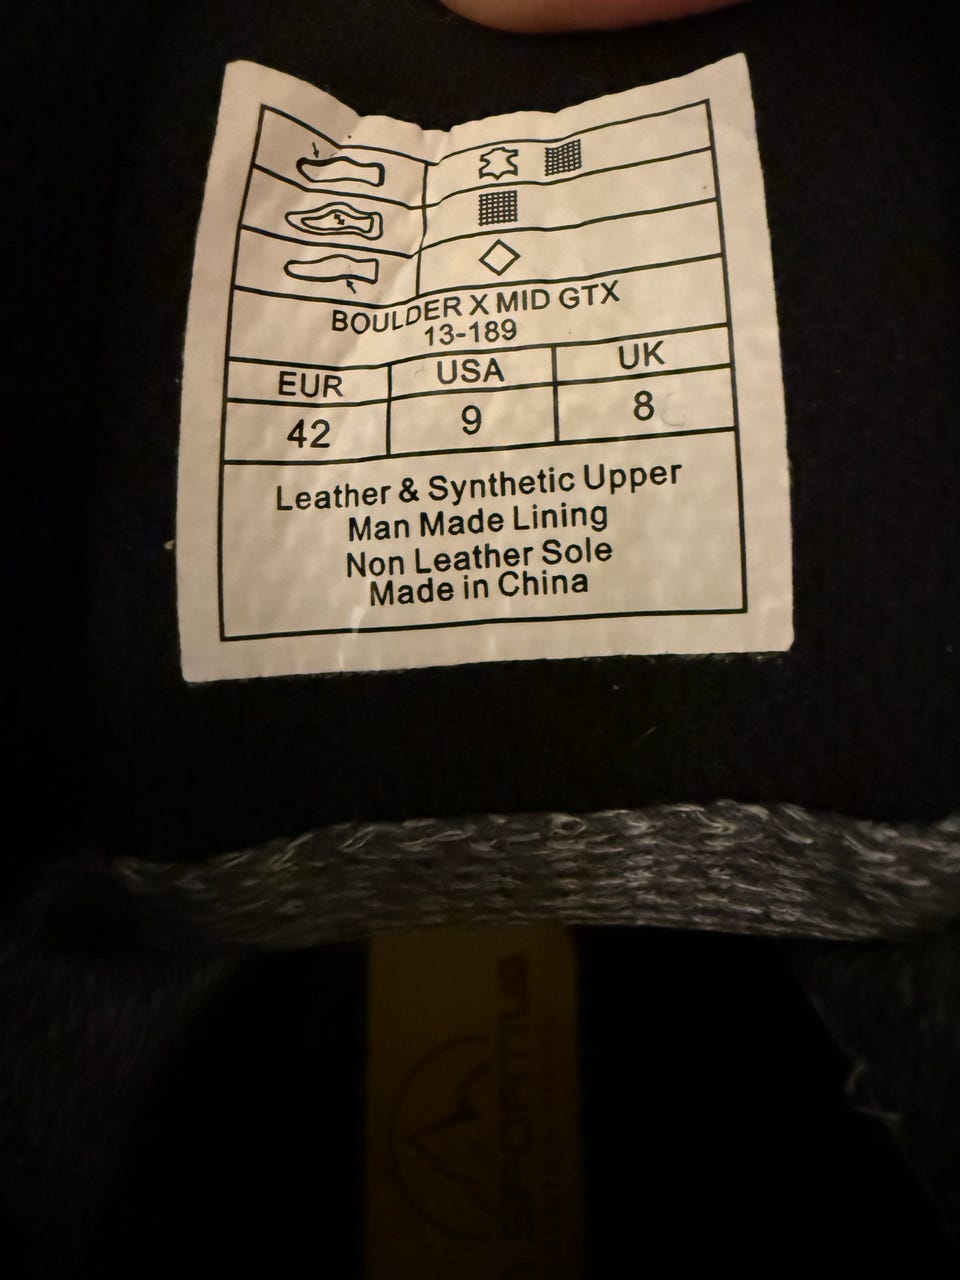 BOULDER X MID GTX
13-189
EUR USA UK
42 9 8
Leather & Synthetic Upper
Man Made Lining
Non Leather Sole
Made in China
SPORTIVA